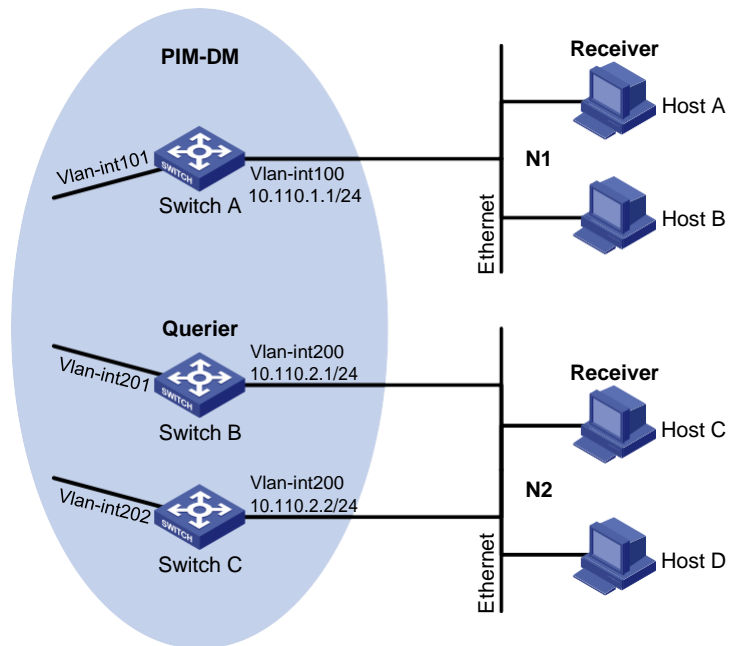 PIM-DM
Receiver
Host A
Vlan-int101
SWITCH
Vlan-int100
10.110.1.1/24
N1
Switch A
Host B
Ethernet
Querier
Vlan-int200
10.110.2.1/24
Receiver
Vlan-int201
SWITCH
Host C
Switch B
Vlan-int200
10.110.2.2/24
N2
Vlan-int202
SWITCH
Switch C
Host D
Ethernet